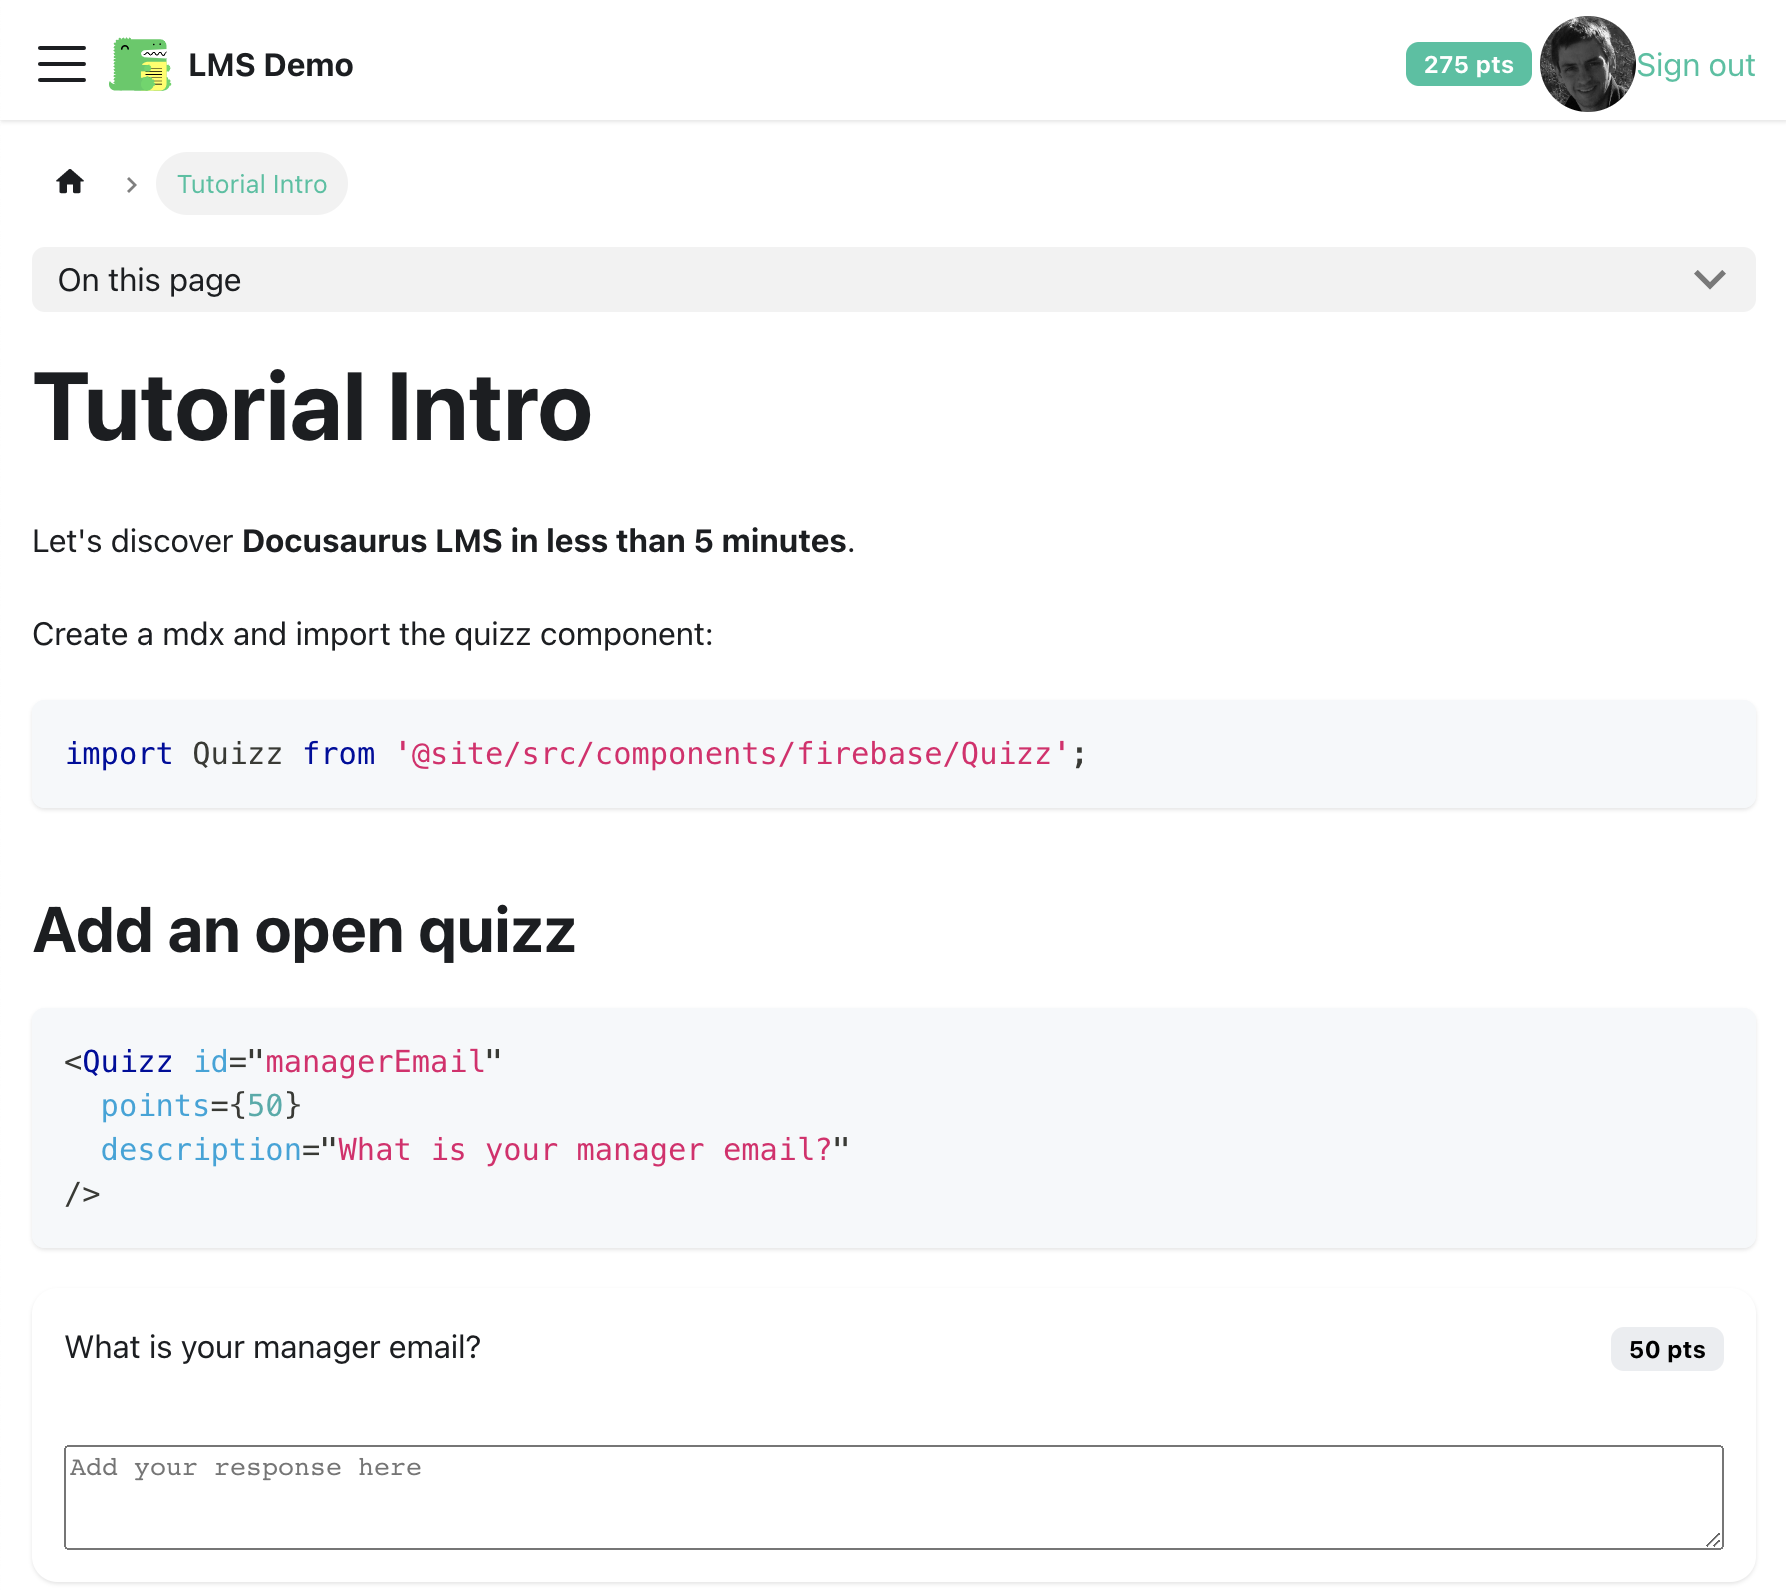 LMS Demo
275 pts
Sign out
Tutorial Intro
On this page
Tutorial Intro
Let's discover Docusaurus LMS in less than 5 minutes.
Create a mdx and import the quizz component:
import Quizz from '@site/src/components/firebase/Quizz';
Add an open quizz
<Quizz id="managerEmail"
  points={50}
  description="What is your manager email?"
/>
What is your manager email?
50 pts
Add your response here